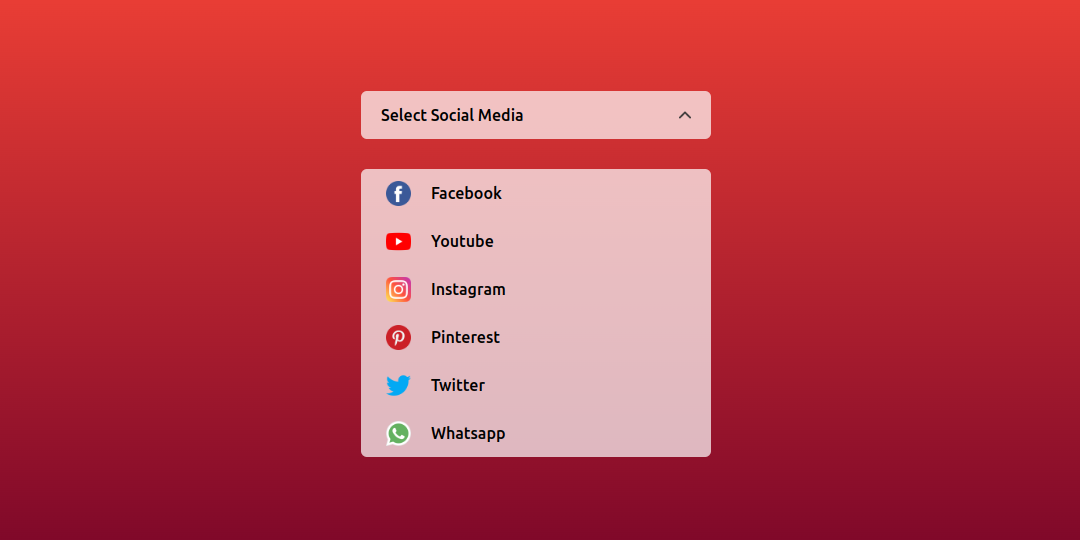 Select Social Media
Facebook
Youtube
Instagram
Pinterest
Twitter
Whatsapp